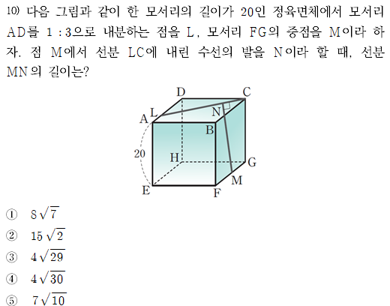 10) 다음 그림과 같이 한 모서리의 길이가 20인 정육면체에서 모서리
AD를 1 : 3으로 내분하는 점을 L, 모서리 FG의 중점을 M이라 하
자. 점 M에서 선분 LC에 내린 수선의 발을 N이라 할 때, 선분
MN의 길이는?
D
C
L
N
A
B
20
H
G
M
E
F
① 8√7
② 15√2
③ 4√29
④ 4√30
⑤ 7√10